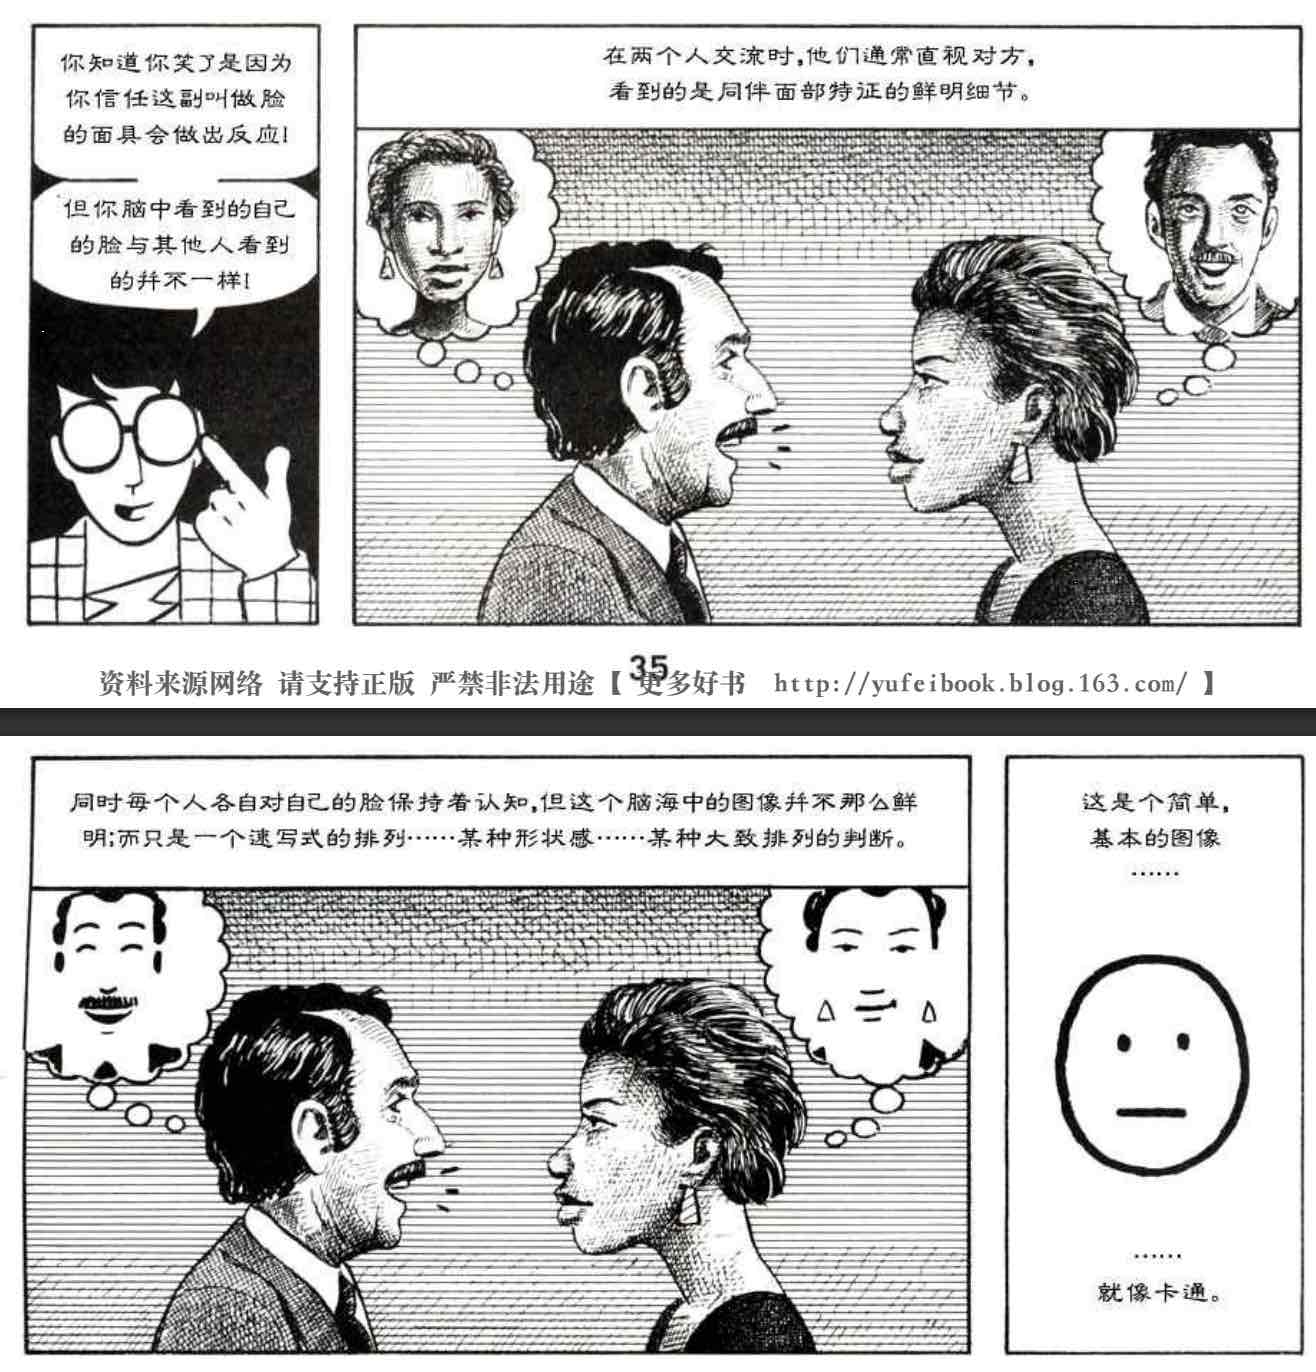 你知道你笑了是因为
你信任这副叫做脸
的面具会做出反应!
但你脑中看到的自己
的脸与其他人看到
的并不一样!
在两个人交流时,他们通常直视对方,
看到的是同伴面部特征的鲜明细节。
35
资料来源网络 请支持正版 严禁非法用途【 更多好书 http://yufeibook.blog.163.com/ 】
同时每个人各自对自己的脸保持着认知,但这个脑海中的图像并不那么鲜
明;而只是一个速写式的排列……某种形状感……某种大致排列的判断。
这是个简单,
基本的图像
……
……
就像卡通。